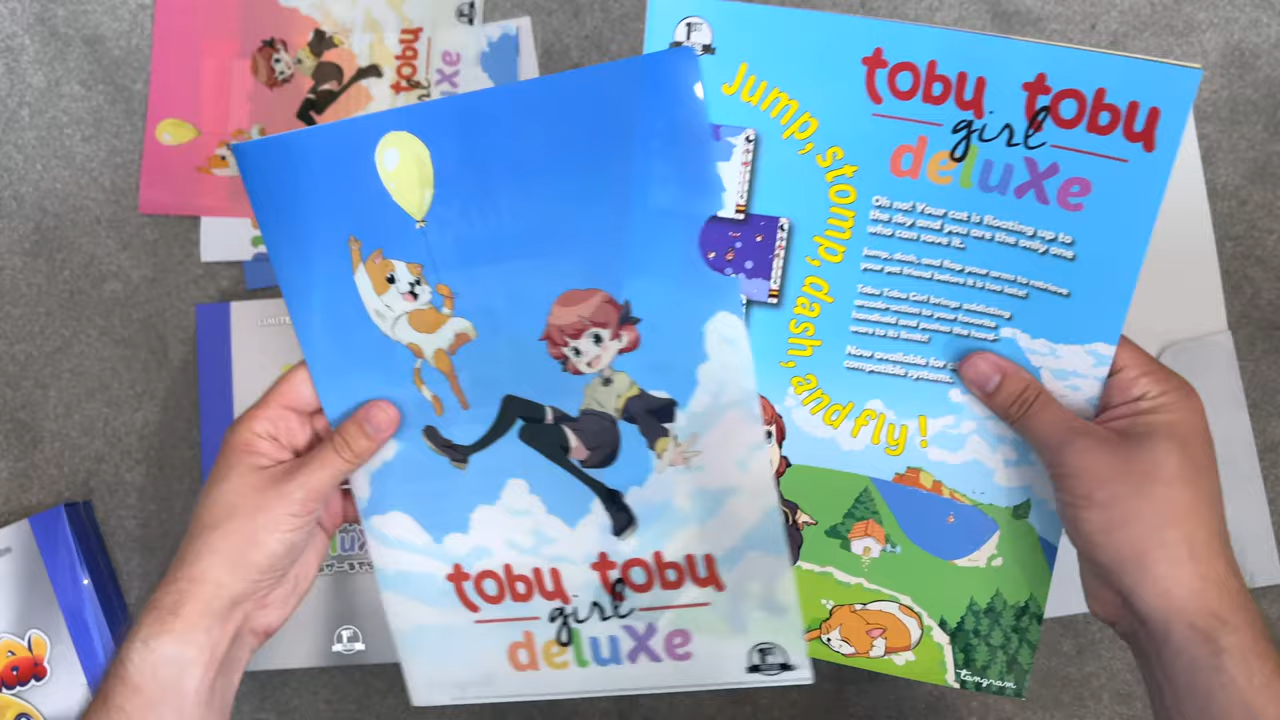 tobu tobu
girl
deluxe
Jump, stomp, dash, and fly!
Oh no! Your cat is floating up to
the sky and you are the only one
who can save it.
Jump, dash, and flap your arms to retrieve
your pet friend before it is too late!
Tobu Tobu Girl brings addicting
arcade-action to your favorite
handheld and pushes the hard-
ware to its limits!
Now available for
compatible systems.
tangram
tobu tobu
girl
deluxe
1ST
tobu
LIMITE
1ST